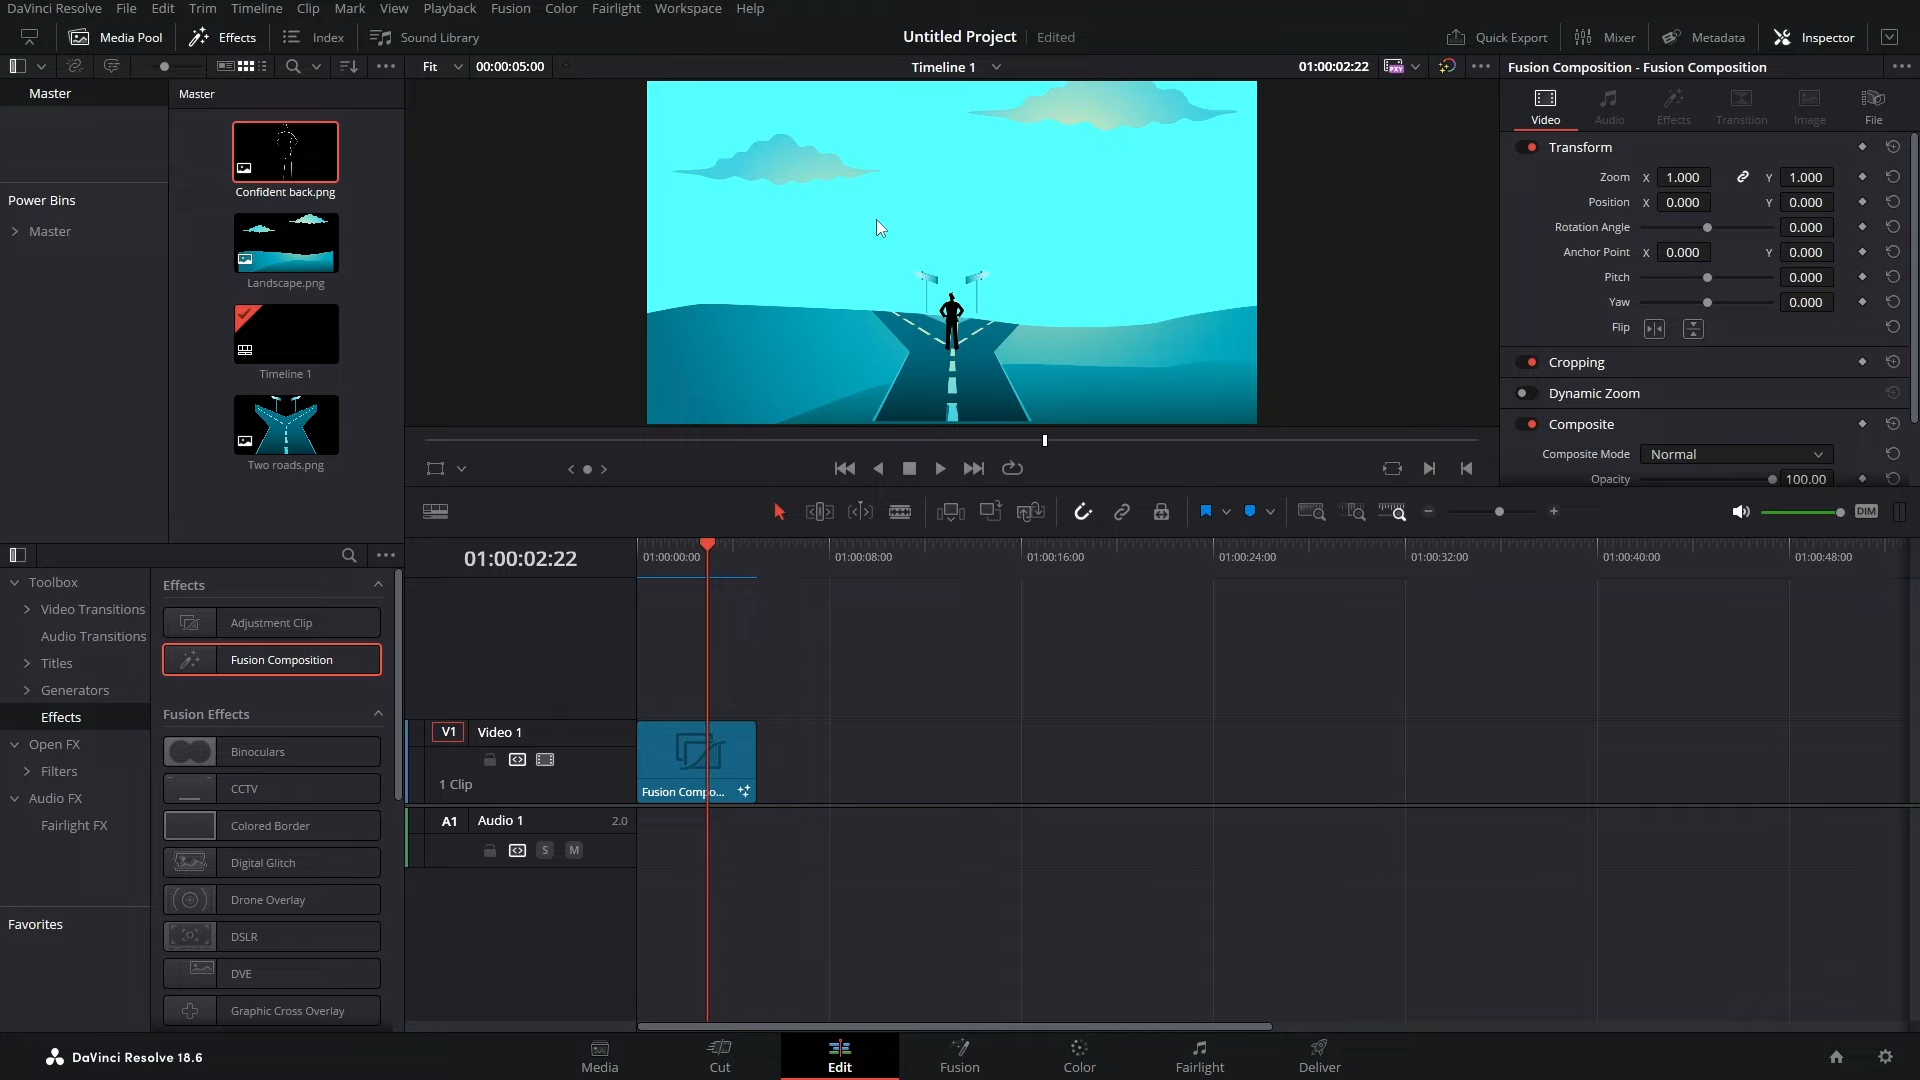 DaVinci Resolve File Edit Trim Timeline Clip Mark View Playback Fusion Color Fairlight Workspace Help
Media Pool Effects Index Sound Library Untitled Project Edited Quick Export Mixer Metadata Inspector
Fit 00:00:05:00 Timeline 1 01:00:02:22 Fusion Composition - Fusion Composition
Master Master
Video Audio Effects Transition Image File
Confident back.png
Power Bins
Master
Landscape.png
Timeline 1
Two roads.png
Transform
Zoom X 1.000 Y 1.000
Position X 0.000 Y 0.000
Rotation Angle 0.000
Anchor Point X 0.000 Y 0.000
Pitch 0.000
Yaw 0.000
Flip
Cropping
Dynamic Zoom
Composite
Composite Mode Normal
Opacity 100.00
DIM
01:00:02:22
01:00:00:00 01:00:08:00 01:00:16:00 01:00:24:00 01:00:32:00 01:00:40:00 01:00:48:00
Toolbox
Video Transitions
Audio Transitions
Titles
Generators
Effects
Open FX
Filters
Audio FX
Fairlight FX
Favorites
Effects
Adjustment Clip
Fusion Composition
Fusion Effects
Binoculars
CCTV
Colored Border
Digital Glitch
Drone Overlay
DSLR
DVE
Graphic Cross Overlay
V1 Video 1
1 Clip
Fusion Compo...
A1 Audio 1 2.0
S M
DaVinci Resolve 18.6
Media Cut Edit Fusion Color Fairlight Deliver